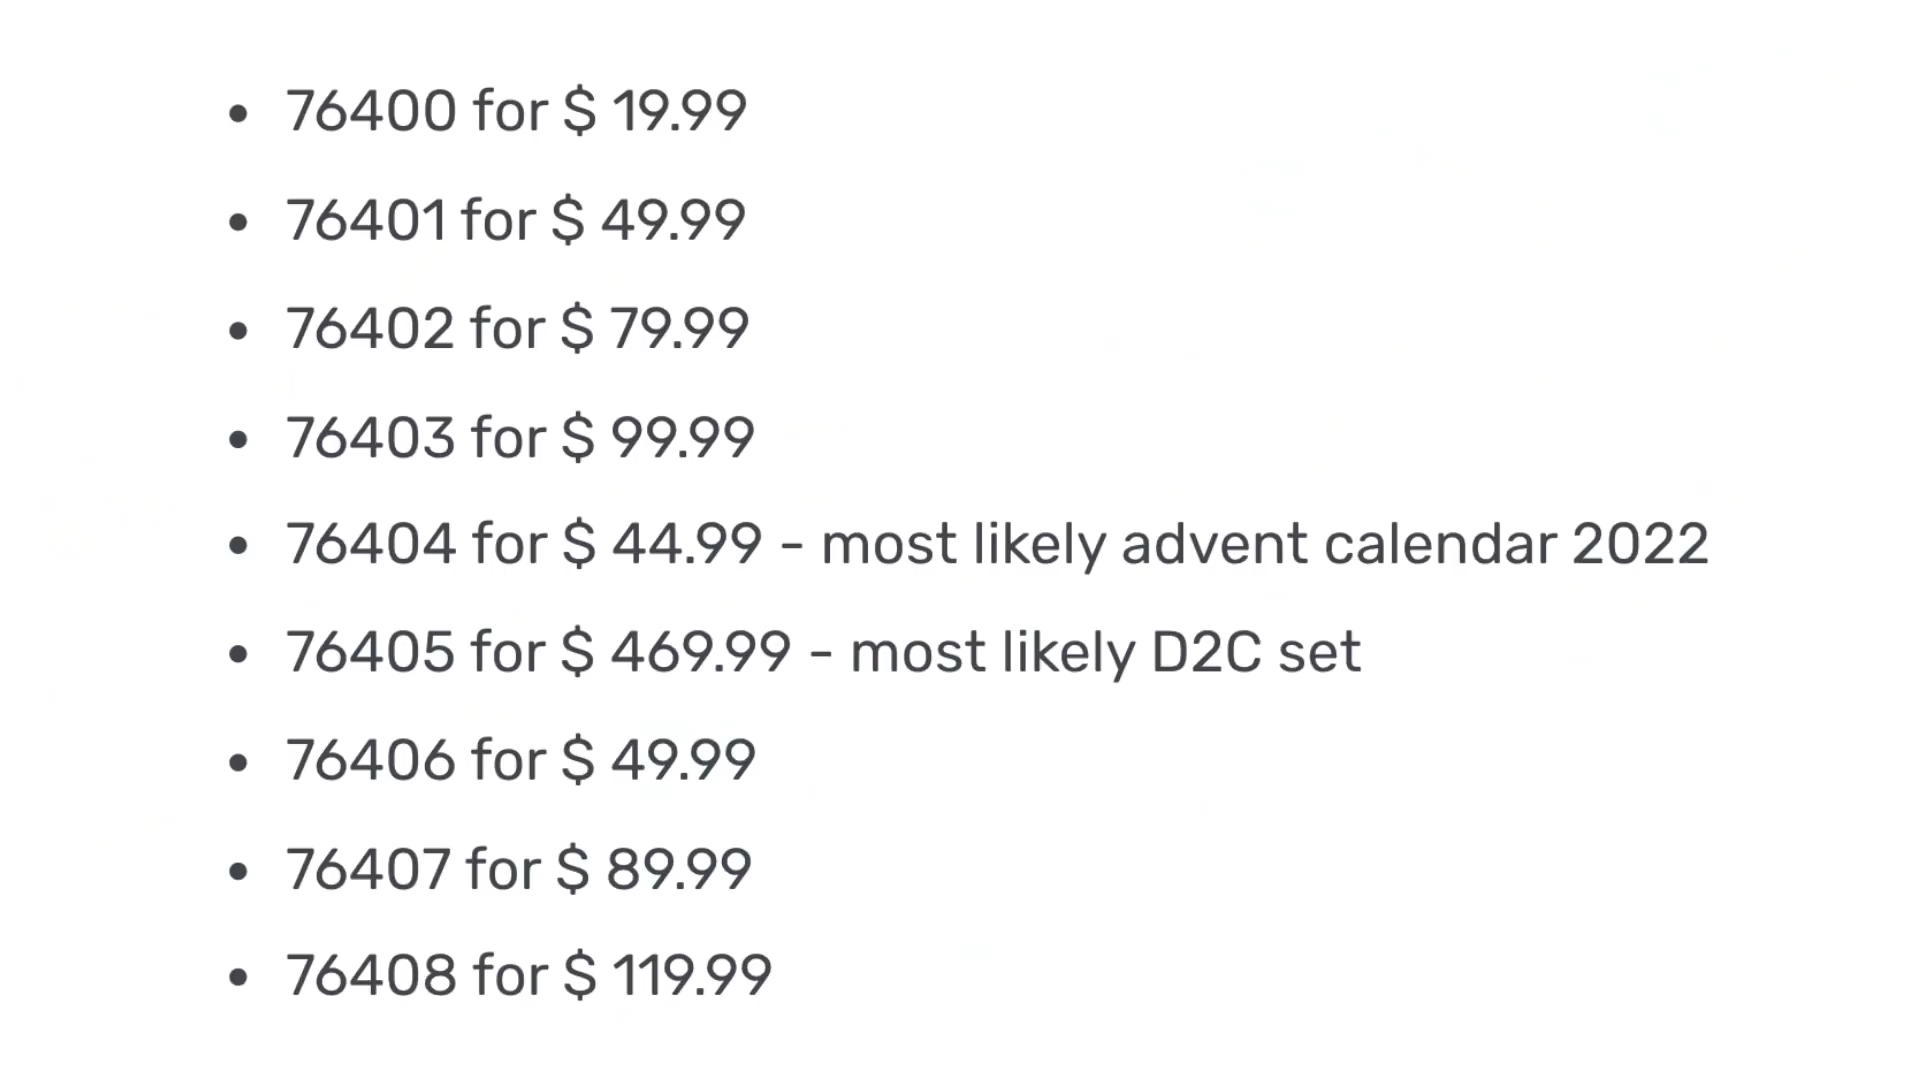 • 76400 for $ 19.99
• 76401 for $ 49.99
• 76402 for $ 79.99
• 76403 for $ 99.99
• 76404 for $ 44.99 - most likely advent calendar 2022
• 76405 for $ 469.99 - most likely D2C set
• 76406 for $ 49.99
• 76407 for $ 89.99
• 76408 for $ 119.99